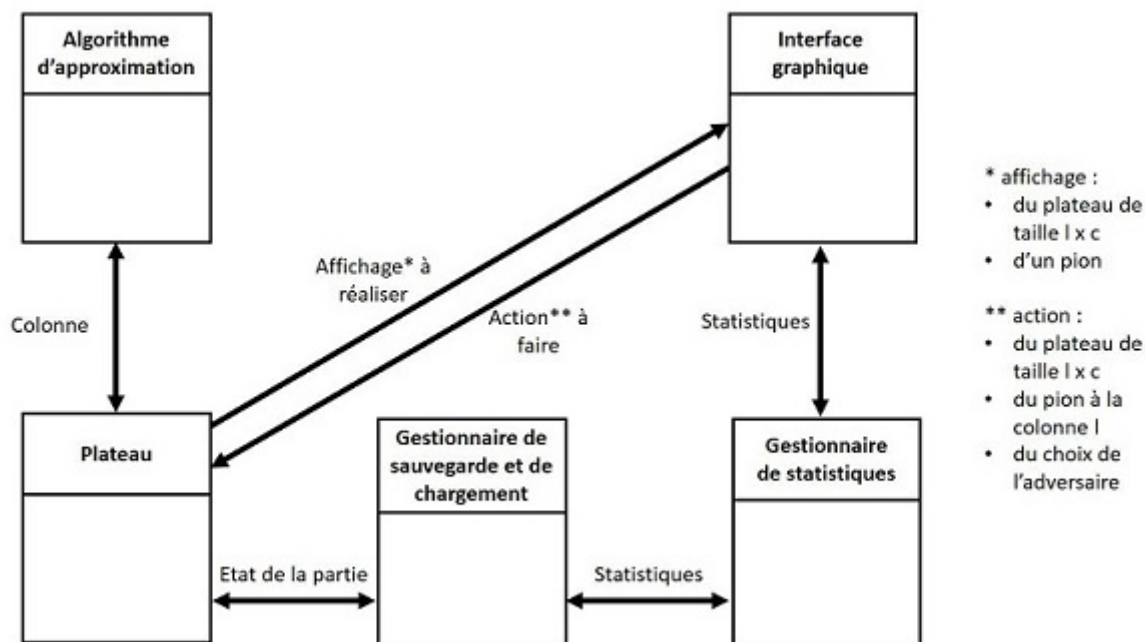 Algorithme
d'approximation
Interface
graphique
* affichage :
• du plateau de
taille l x c
• d'un pion
Affichage* à
réaliser
Action** à
faire
Colonne
Statistiques
** action :
• du plateau de
taille l x c
• du pion à la
colonne l
• du choix de
l'adversaire
Plateau
Gestionnaire de
sauvegarde et de
chargement
Gestionnaire
de statistiques
Etat de la partie
Statistiques